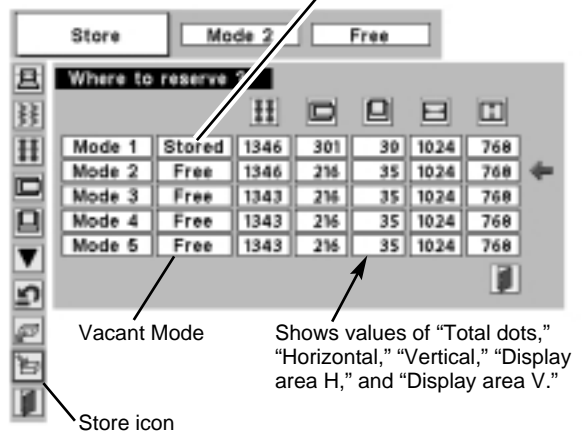 Store Mode 2 Free
Where to reserve ?
Mode 1 Stored 1346 301 30 1024 768
Mode 2 Free 1346 216 35 1024 768
Mode 3 Free 1343 216 35 1024 768
Mode 4 Free 1343 216 35 1024 768
Mode 5 Free 1343 216 35 1024 768
Vacant Mode
Shows values of “Total dots,”
“Horizontal,” “Vertical,” “Display
area H,” and “Display area V.”
Store icon